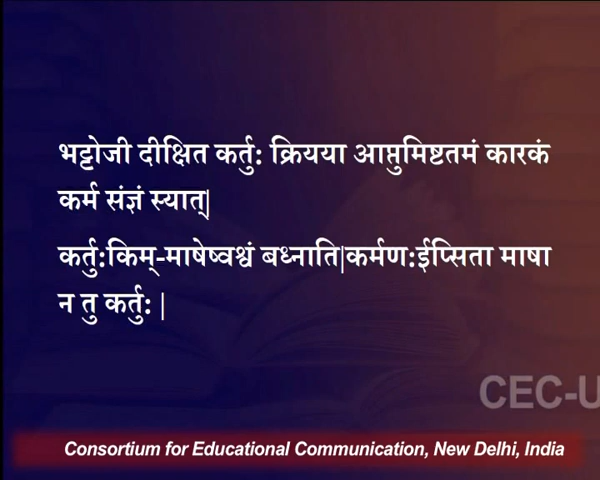 भट्टोजी दीक्षित कर्तु: क्रियया आप्तुमिष्टतमं कारकं
कर्म संज्ञं स्यात्|
कर्तु:किम्-माषेष्वश्वं बध्नाति|कर्मण:ईप्सिता माषा
न तु कर्तु: |
CEC-U
Consortium for Educational Communication, New Delhi, India